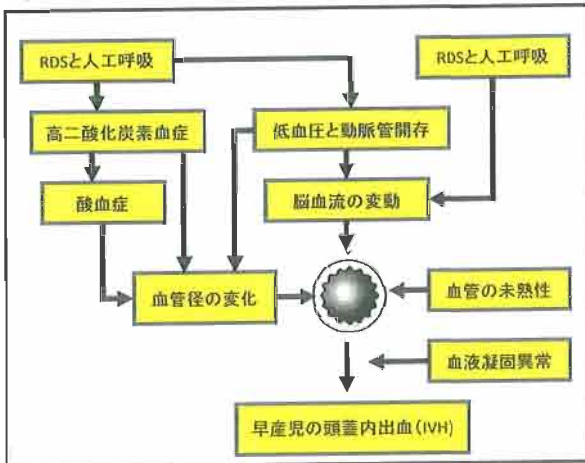 RDSと人工呼吸
RDSと人工呼吸
高二酸化炭素血症
低血圧と動脈管開存
酸血症
脳血流の変動
血管径の変化
血管の未熟性
血液凝固異常
早産児の頭蓋内出血(IVH)